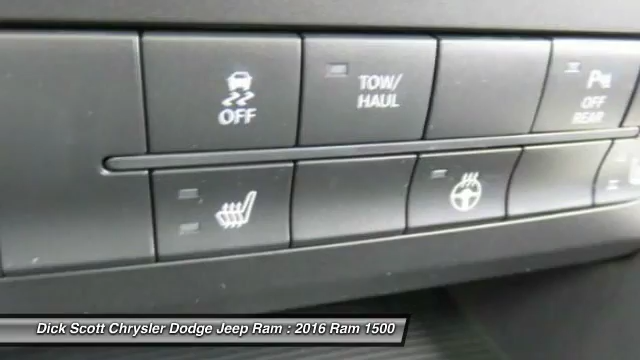 OFF
TOW/
HAUL
P
OFF
REAR
Dick Scott Chrysler Dodge Jeep Ram : 2016 Ram 1500